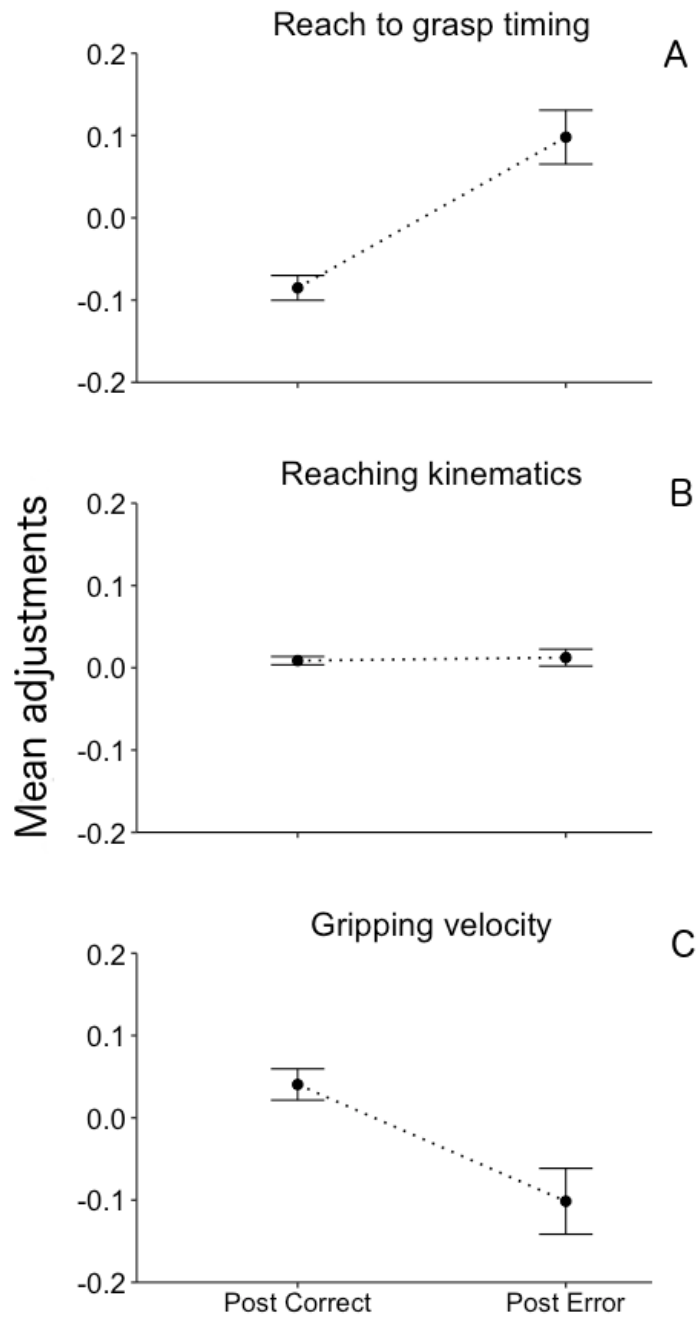 Reach to grasp timing
A
0.2
0.1
0.0
-0.1
-0.2
Reaching kinematics
B
0.2
0.1
0.0
-0.1
-0.2
Mean adjustments
Gripping velocity
C
0.2
0.1
0.0
-0.1
-0.2
Post Correct Post Error